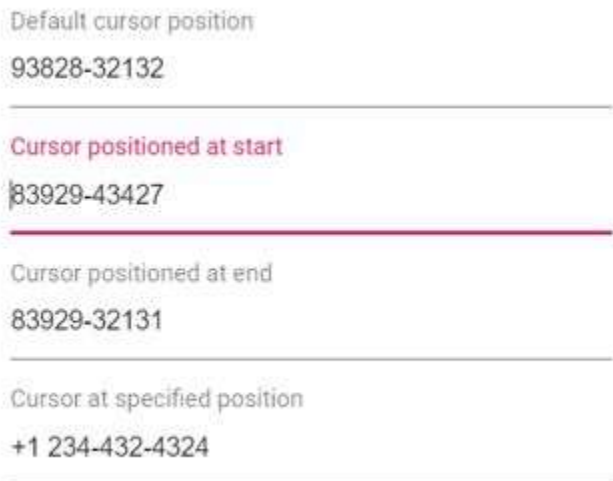 Default cursor position
93828-32132
Cursor positioned at start
83929-43427
Cursor positioned at end
83929-32131
Cursor at specified position
+1 234-432-4324